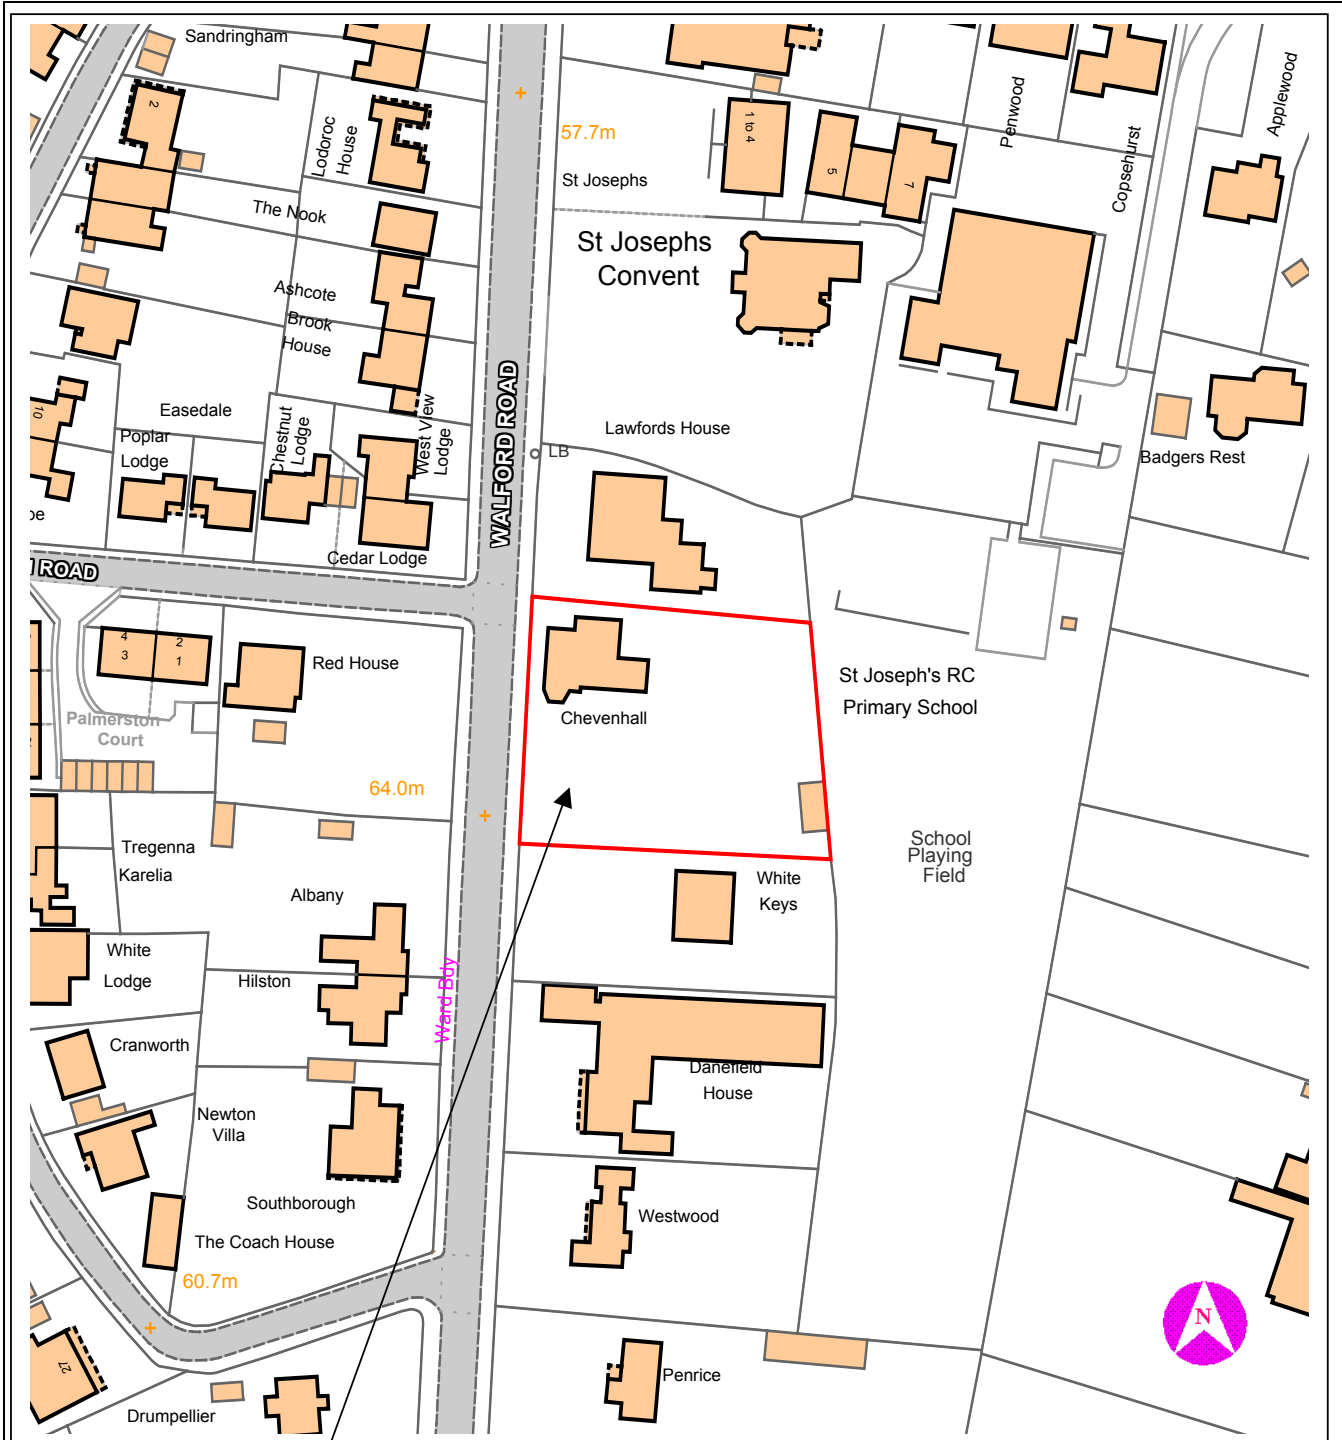 Sandringham
2
Lodoroc
House
The Nook
57.7m
St Josephs
1 to 4
5
7
Penwood
Copsehurst
Applewood
St Josephs
Convent
Ashcote
Brook
House
WALFORD ROAD
Easedale
10
Poplar
Lodge
Chestnut
Lodge
West View
Lodge
LB
Lawfords House
Badgers Rest
Cedar Lodge
ROAD
4
3
2
1
Red House
Palmerston
Court
Chevenhall
St Joseph's RC
Primary School
64.0m
Tregenna
Karelia
School
Playing
Field
Albany
White
Keys
White
Lodge
Hilston
Ward Bdy
Cranworth
Danefield
House
Newton
Villa
Southborough
Westwood
The Coach House
60.7m
N
27
Penrice
Drumpellier